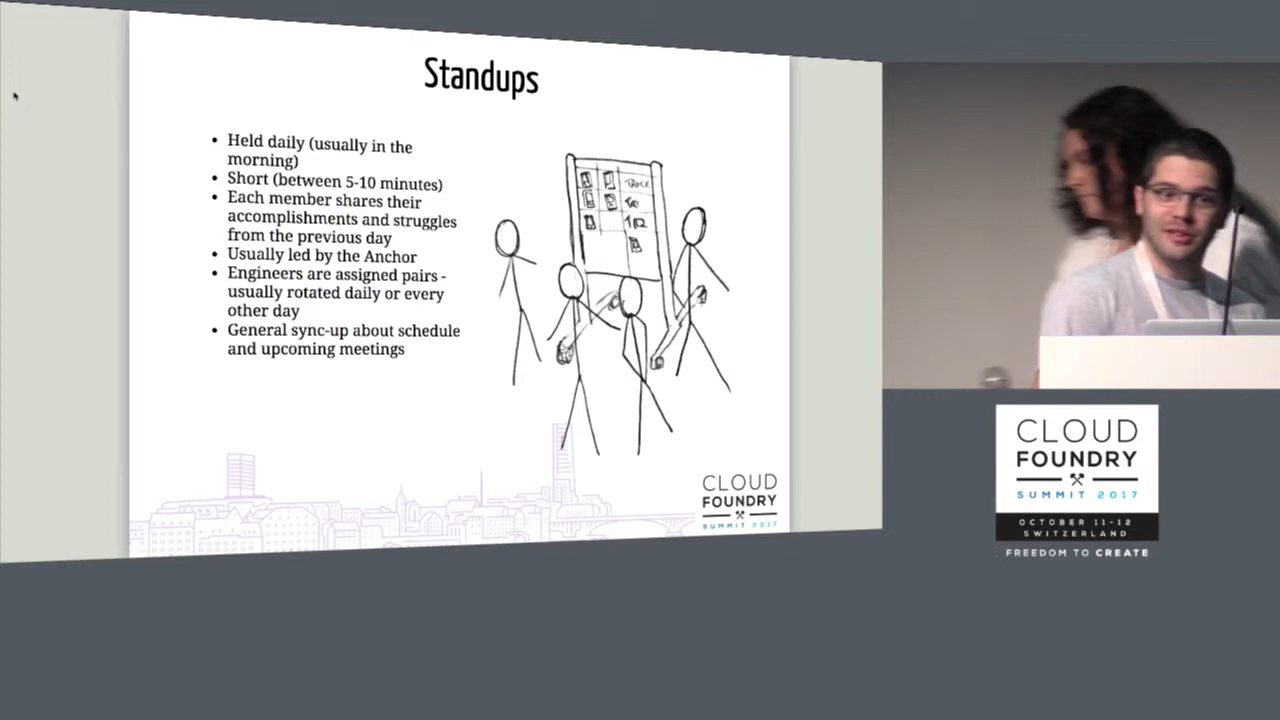 Standups
• Held daily (usually in the
morning)
• Short (between 5-10 minutes)
• Each member shares their
accomplishments and struggles
from the previous day
• Usually led by the Anchor
• Engineers are assigned pairs -
usually rotated daily or every
other day
• General sync-up about schedule
and upcoming meetings
CLOUD
FOUNDRY
SUMMIT 2017
CLOUD
FOUNDRY
SUMMIT 2017
OCTOBER 11-12
SWITZERLAND
FREEDOM TO CREATE